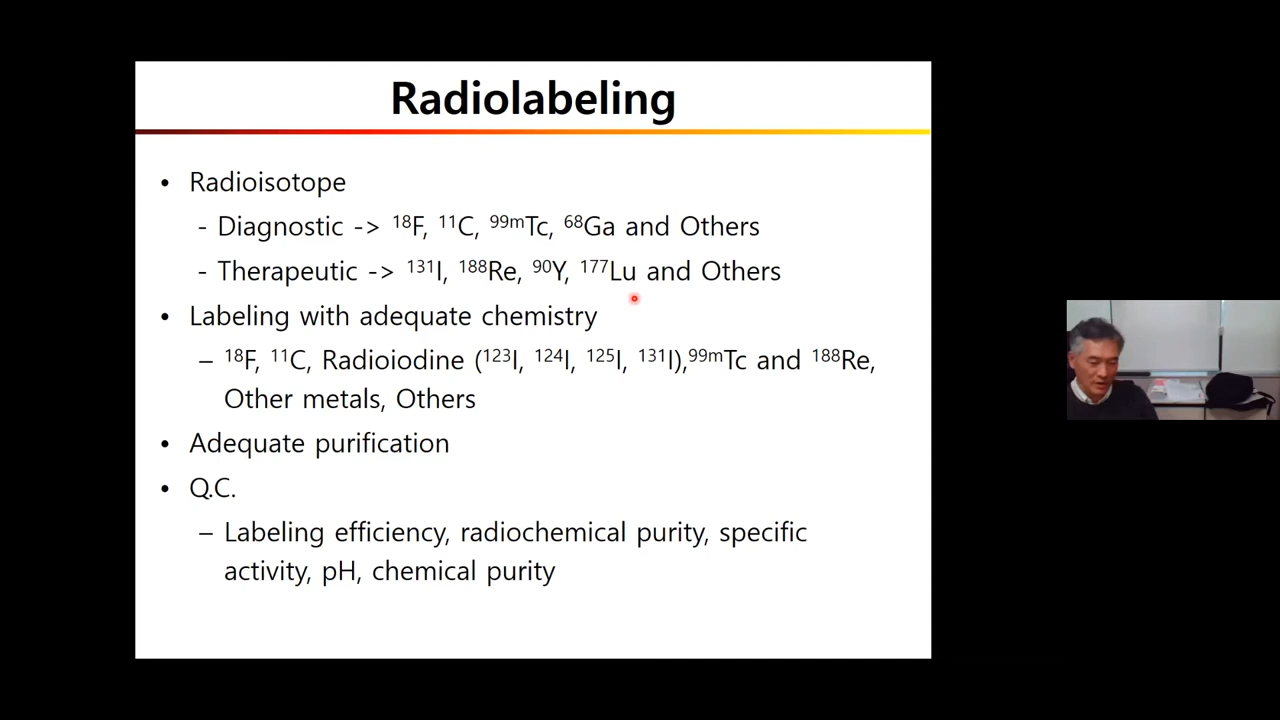 Radiolabeling
• Radioisotope
- Diagnostic -> ¹⁸F, ¹¹C, ⁹⁹ᵐTc, ⁶⁸Ga and Others
- Therapeutic -> ¹³¹I, ¹⁸⁸Re, ⁹⁰Y, ¹⁷⁷Lu and Others
• Labeling with adequate chemistry
– ¹⁸F, ¹¹C, Radioiodine (¹²³I, ¹²⁴I, ¹²⁵I, ¹³¹I),⁹⁹ᵐTc and ¹⁸⁸Re,
Other metals, Others
• Adequate purification
• Q.C.
– Labeling efficiency, radiochemical purity, specific
activity, pH, chemical purity